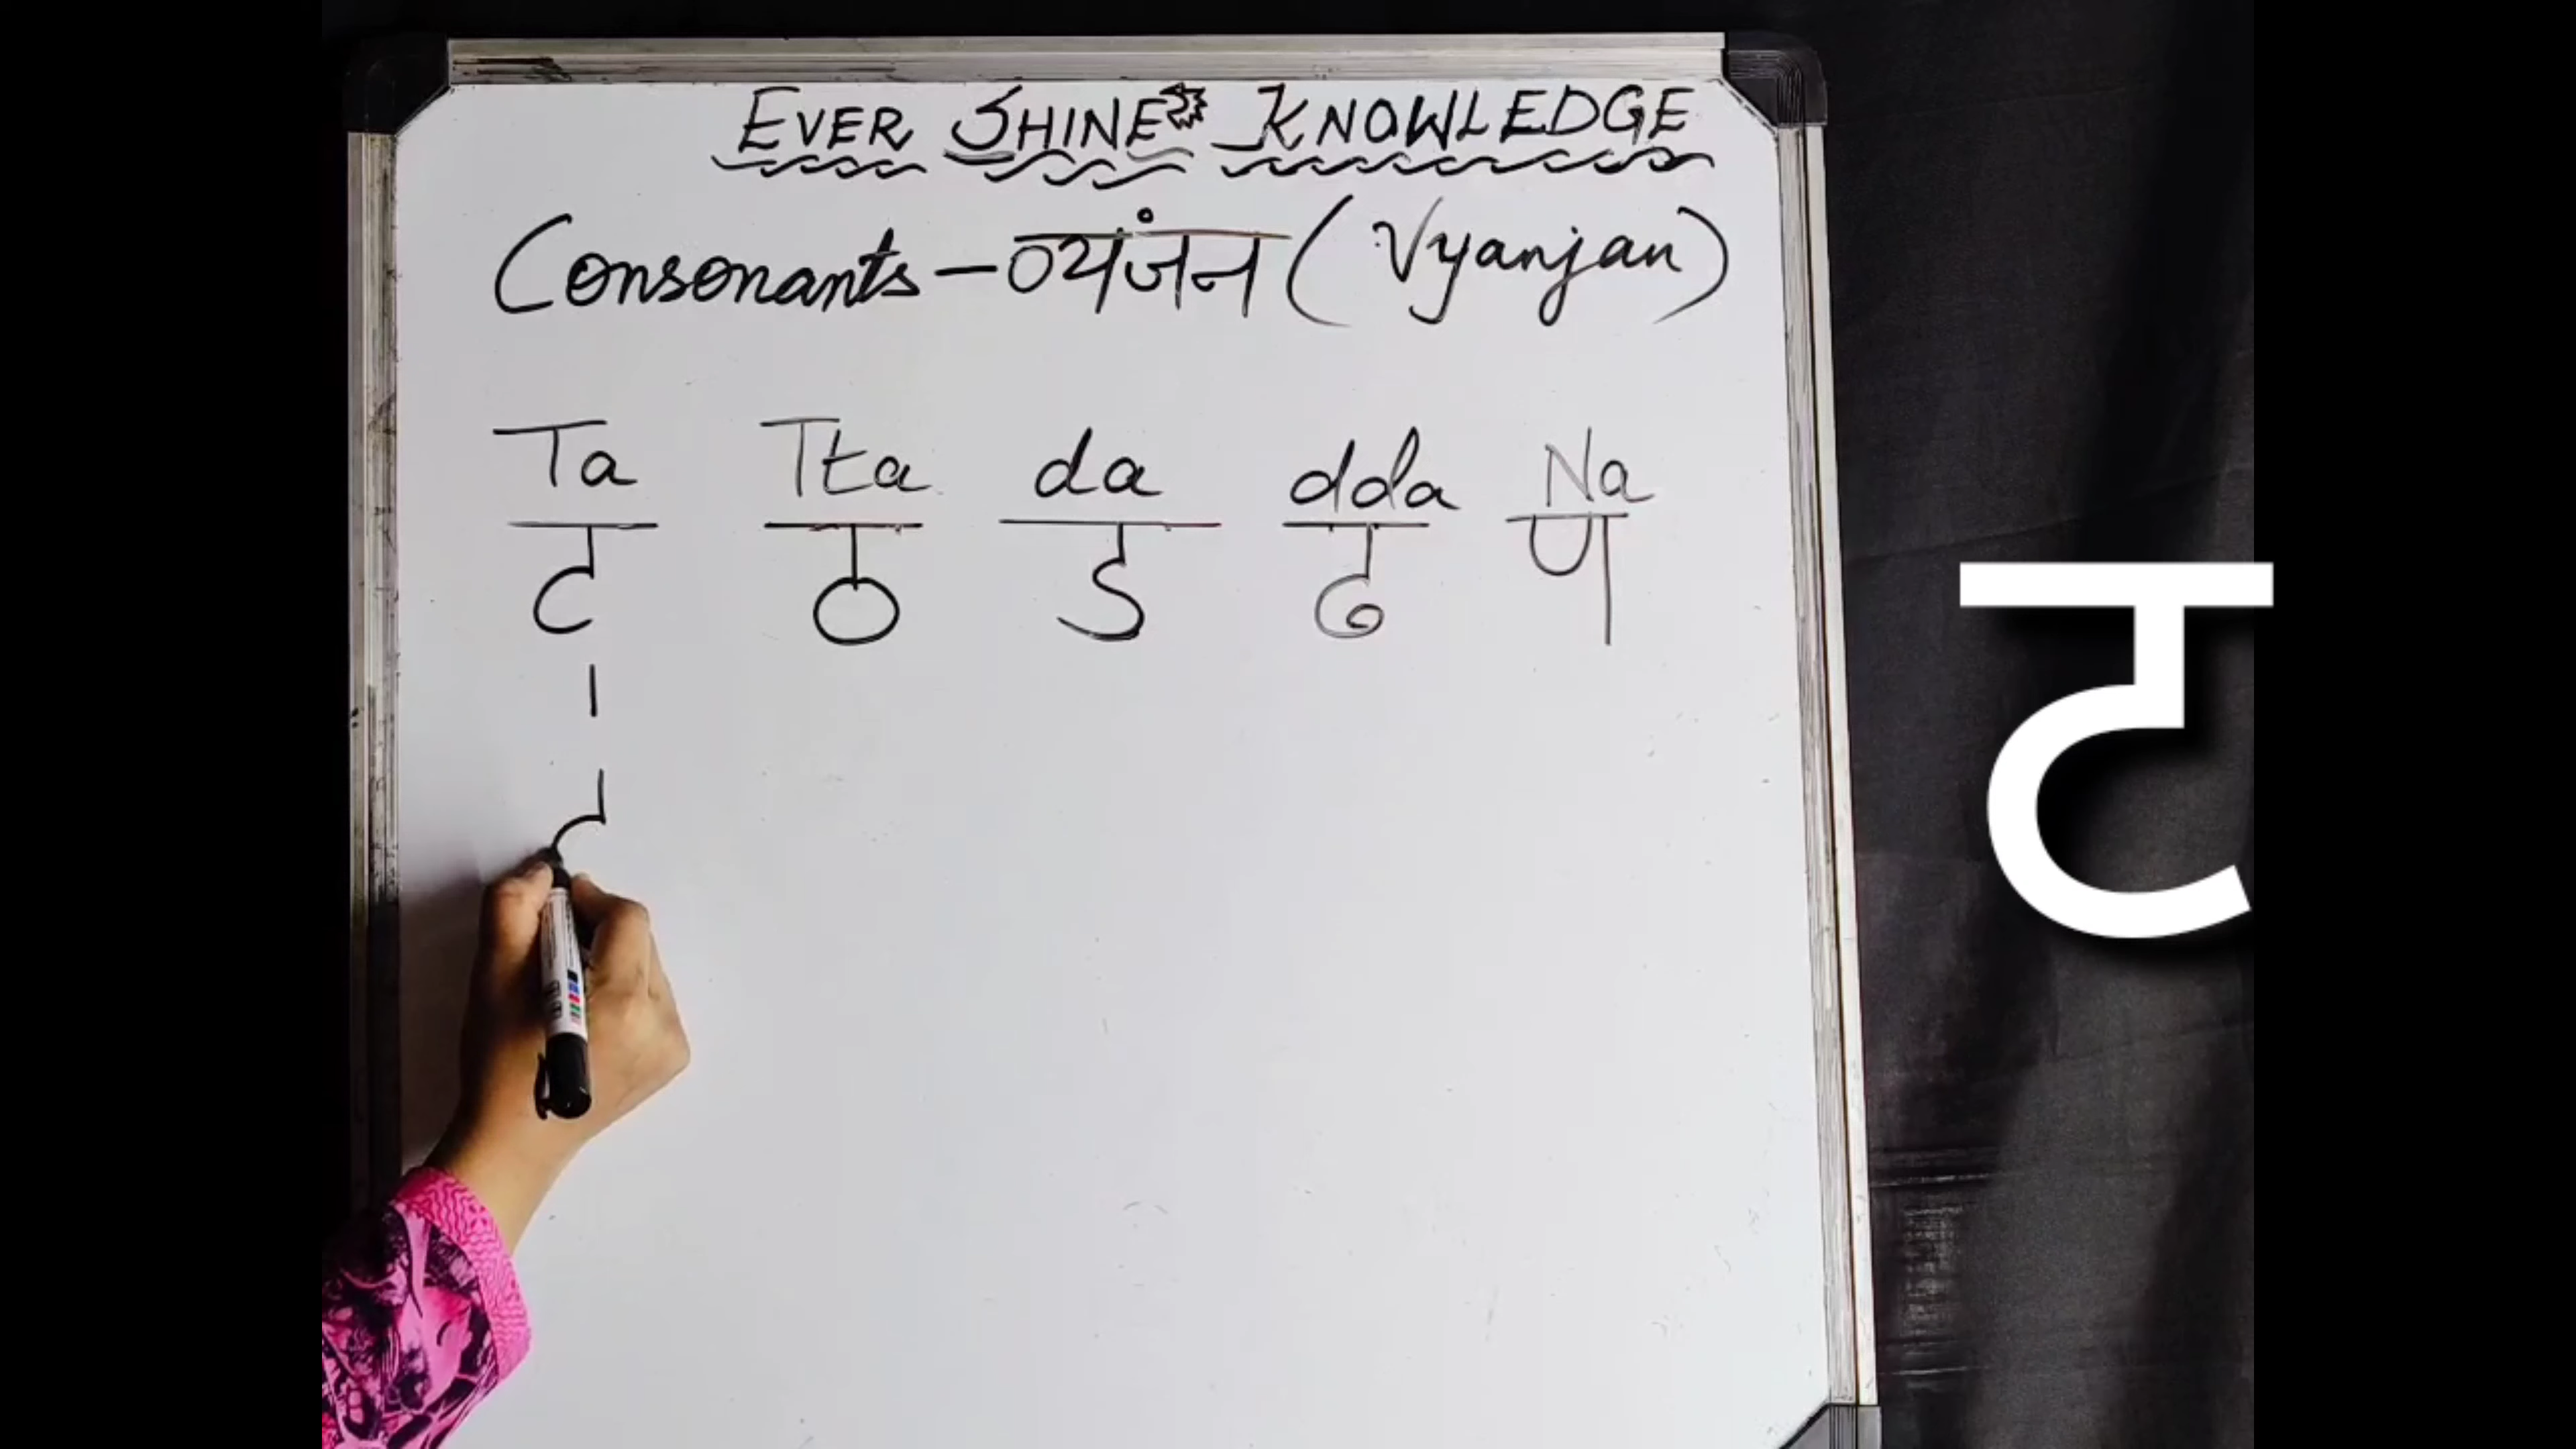 EVER SHINE KNOWLEDGE
Consonants - व्यंजन ( Vyanjan )
Ta Tta da dda Na
ट ठ ड ढ ण
ट